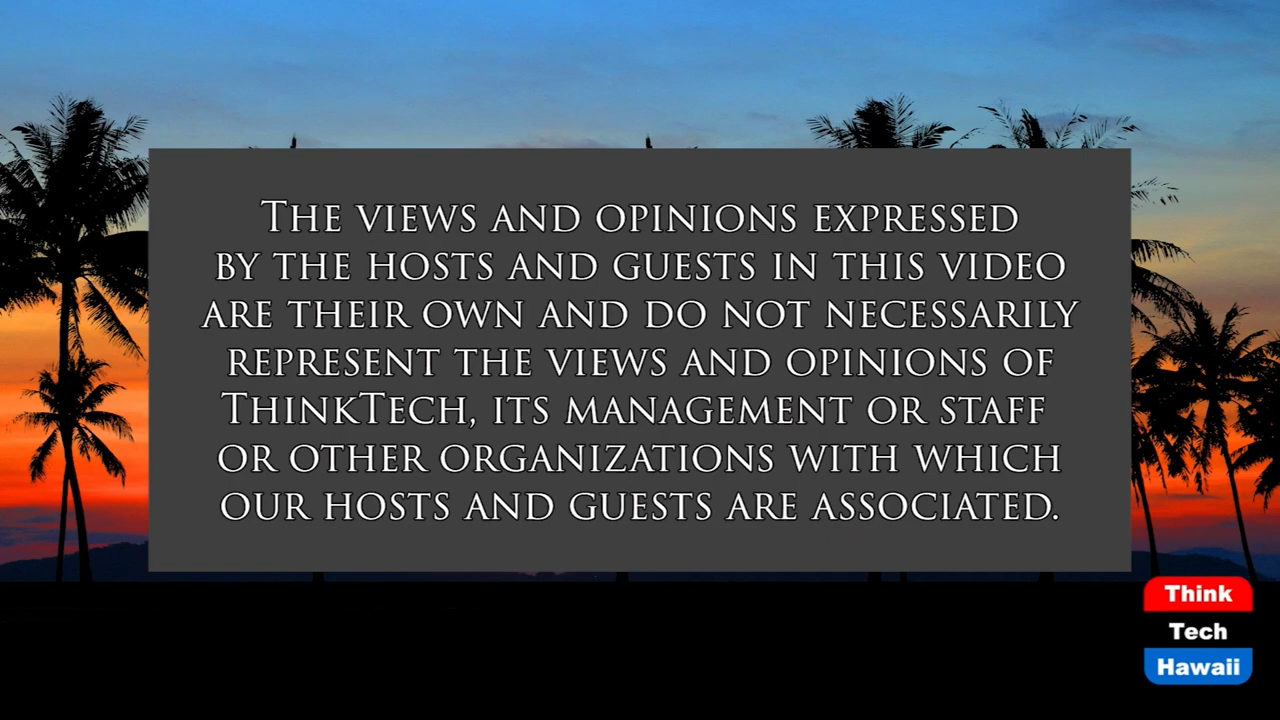 The views and opinions expressed
by the hosts and guests in this video
are their own and do not necessarily
represent the views and opinions of
ThinkTech, its management or staff
or other organizations with which
our hosts and guests are associated.
Think
Tech
Hawaii